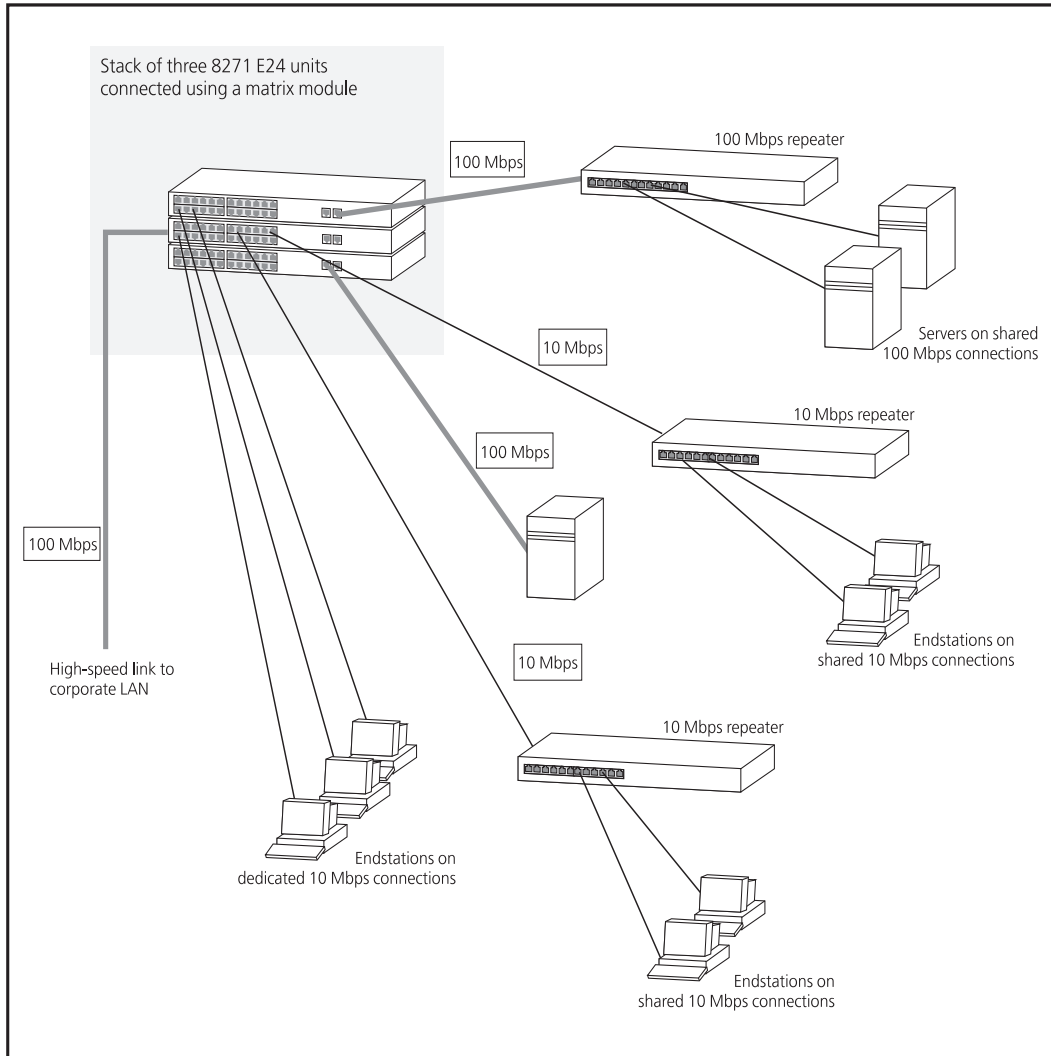 Stack of three 8271 E24 units
connected using a matrix module
100 Mbps
100 Mbps repeater
Servers on shared
100 Mbps connections
10 Mbps
10 Mbps repeater
100 Mbps
100 Mbps
Endstations on
shared 10 Mbps connections
High-speed link to
corporate LAN
10 Mbps
10 Mbps repeater
Endstations on
dedicated 10 Mbps connections
Endstations on
shared 10 Mbps connections